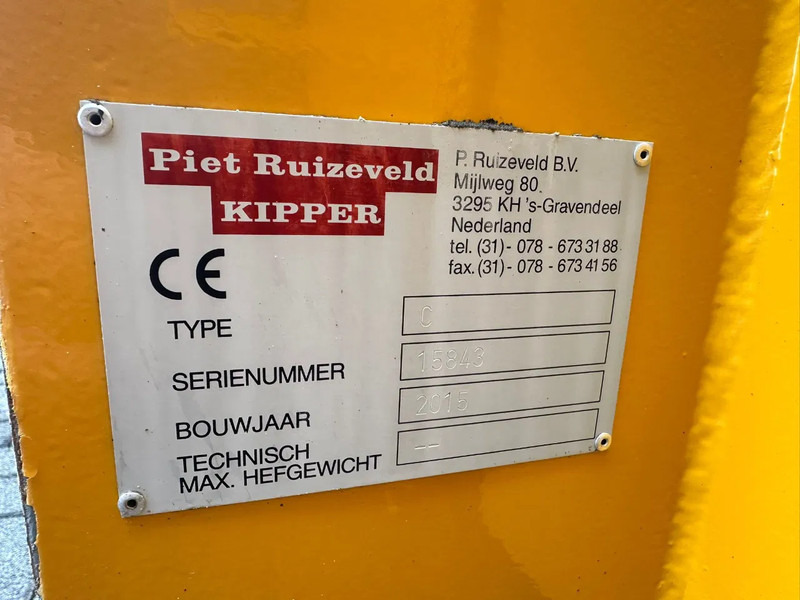 Piet Ruizeveld
KIPPER
P. Ruizeveld B.V.
Mijlweg 80
3295 KH 's-Gravendeel
Nederland
tel. (31) - 078 - 673 31 88
fax. (31) - 078 - 673 41 56
CE
TYPE C
SERIENUMMER 15843
BOUWJAAR 2015
TECHNISCH
MAX. HEFGEWICHT --